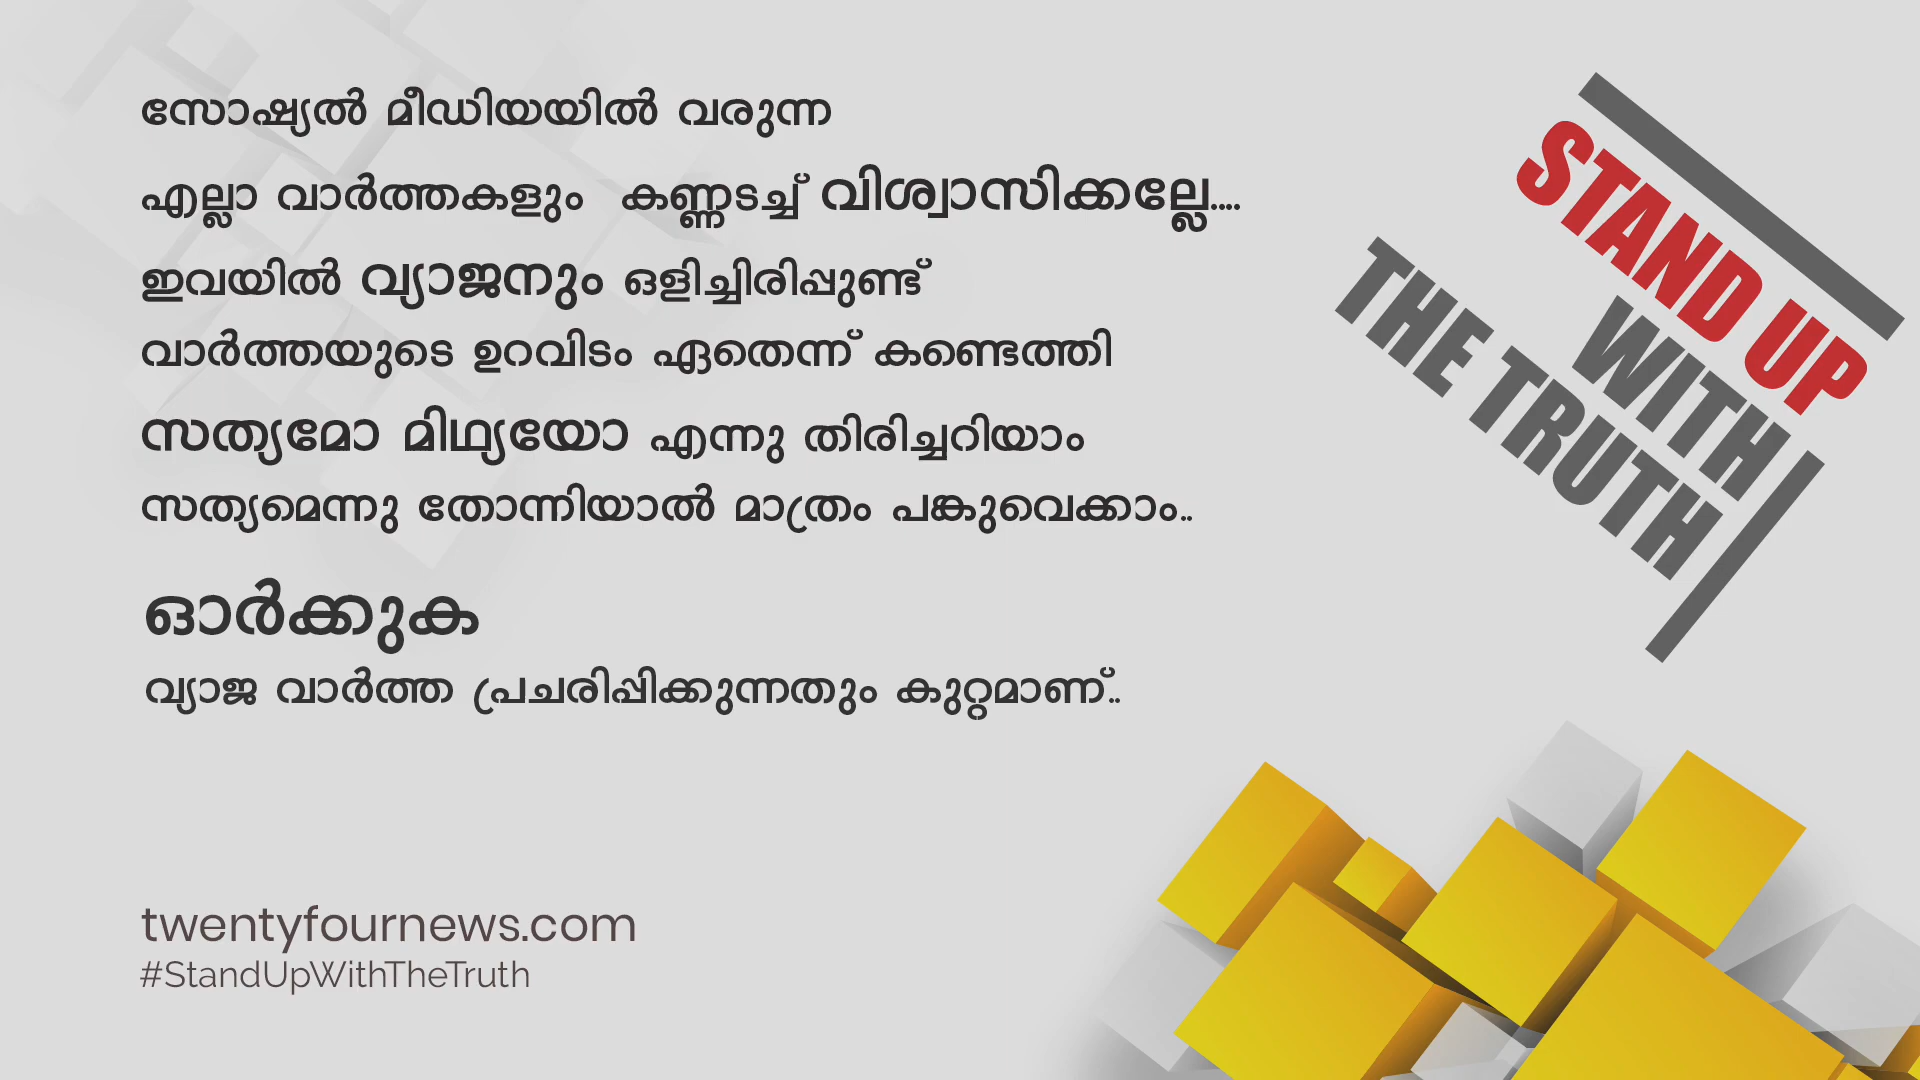 സോഷ്യൽ മീഡിയയിൽ വരുന്ന
എല്ലാ വാർത്തകളും കണ്ണടച്ച് വിശ്വാസിക്കല്ലേ....
ഇവയിൽ വ്യാജനും ഒളിച്ചിരിപ്പുണ്ട്
വാർത്തയുടെ ഉറവിടം ഏതെന്ന് കണ്ടെത്തി
സത്യമോ മിഥ്യയോ എന്നു തിരിച്ചറിയാം
സത്യമെന്നു തോന്നിയാൽ മാത്രം പങ്കുവെക്കാം..
ഓർക്കുക
വ്യാജ വാർത്ത പ്രചരിപ്പിക്കുന്നതും കുറ്റമാണ്..
STAND UP
WITH
THE TRUTH
twentyfournews.com
#StandUpWithTheTruth